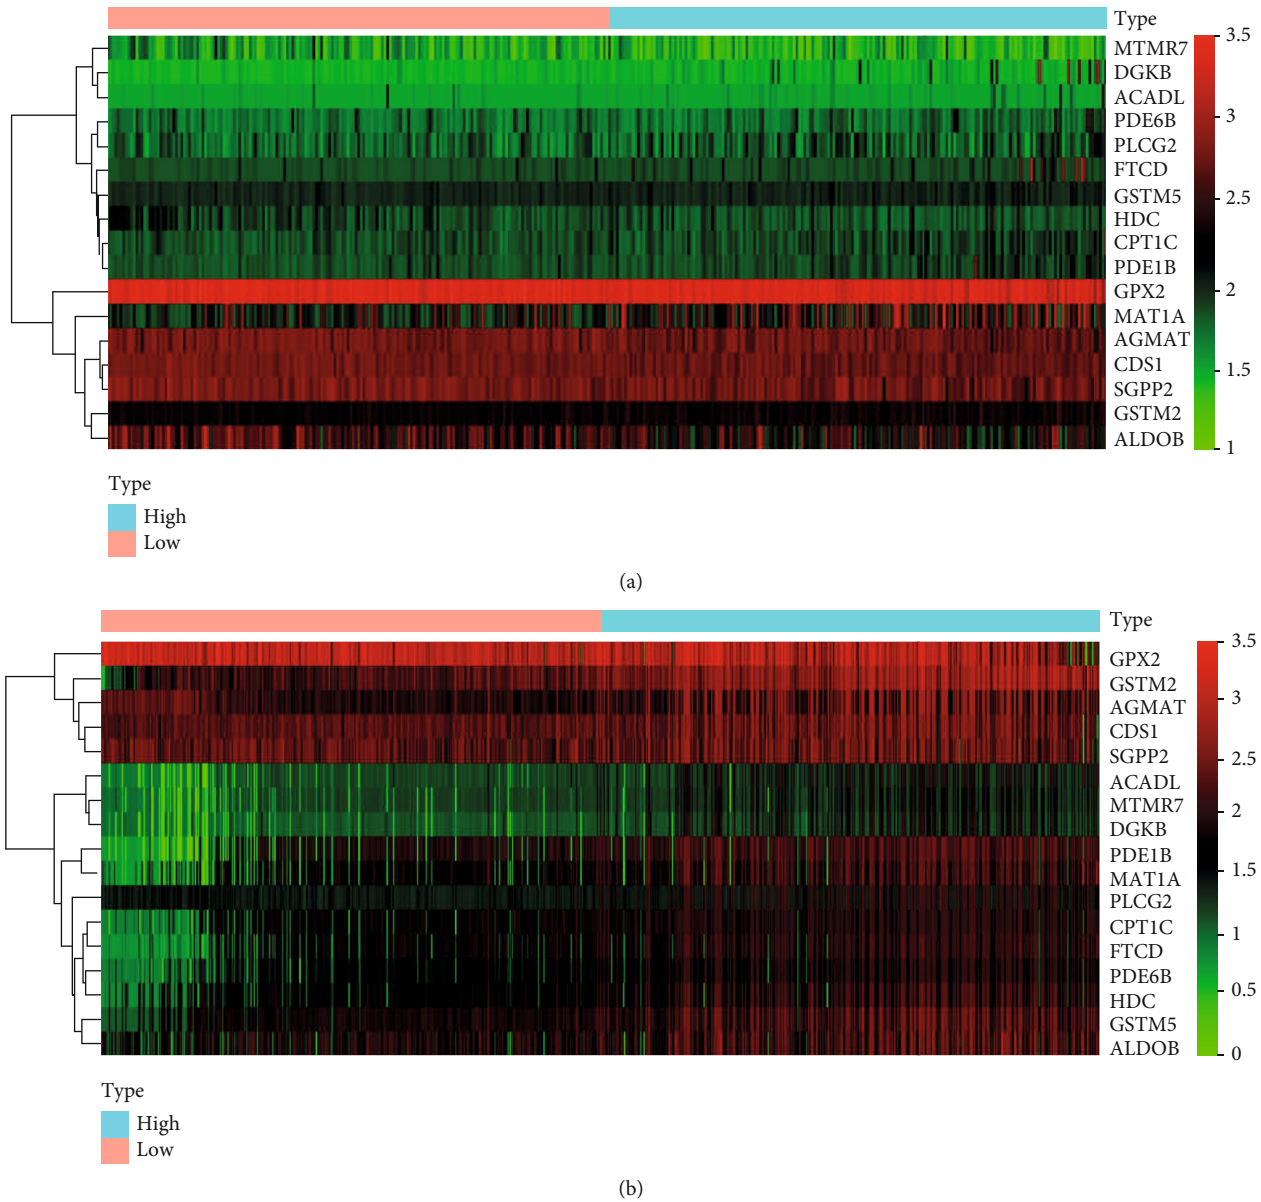 Type
MTMR7
DGKB
ACADL
PDE6B
PLCG2
FTCD
GSTM5
HDC
CPT1C
PDE1B
GPX2
MAT1A
AGMAT
CDS1
SGPP2
GSTM2
ALDOB
3.5
3
2.5
2
1.5
1
Type
High
Low
(a)
Type
GPX2
GSTM2
AGMAT
CDS1
SGPP2
ACADL
MTMR7
DGKB
PDE1B
MAT1A
PLCG2
CPT1C
FTCD
PDE6B
HDC
GSTM5
ALDOB
3.5
3
2.5
2
1.5
1
0.5
0
Type
High
Low
(b)